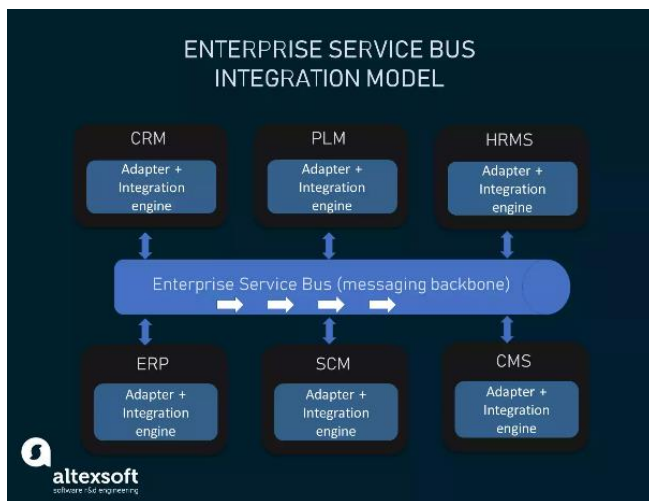 ENTERPRISE SERVICE BUS
INTEGRATION MODEL
CRM
Adapter +
Integration
engine
PLM
Adapter +
Integration
engine
HRMS
Adapter +
Integration
engine
Enterprise Service Bus (messaging backbone)
ERP
Adapter +
Integration
engine
SCM
Adapter +
Integration
engine
CMS
Adapter +
Integration
engine
altexsoft
software r&d engineering